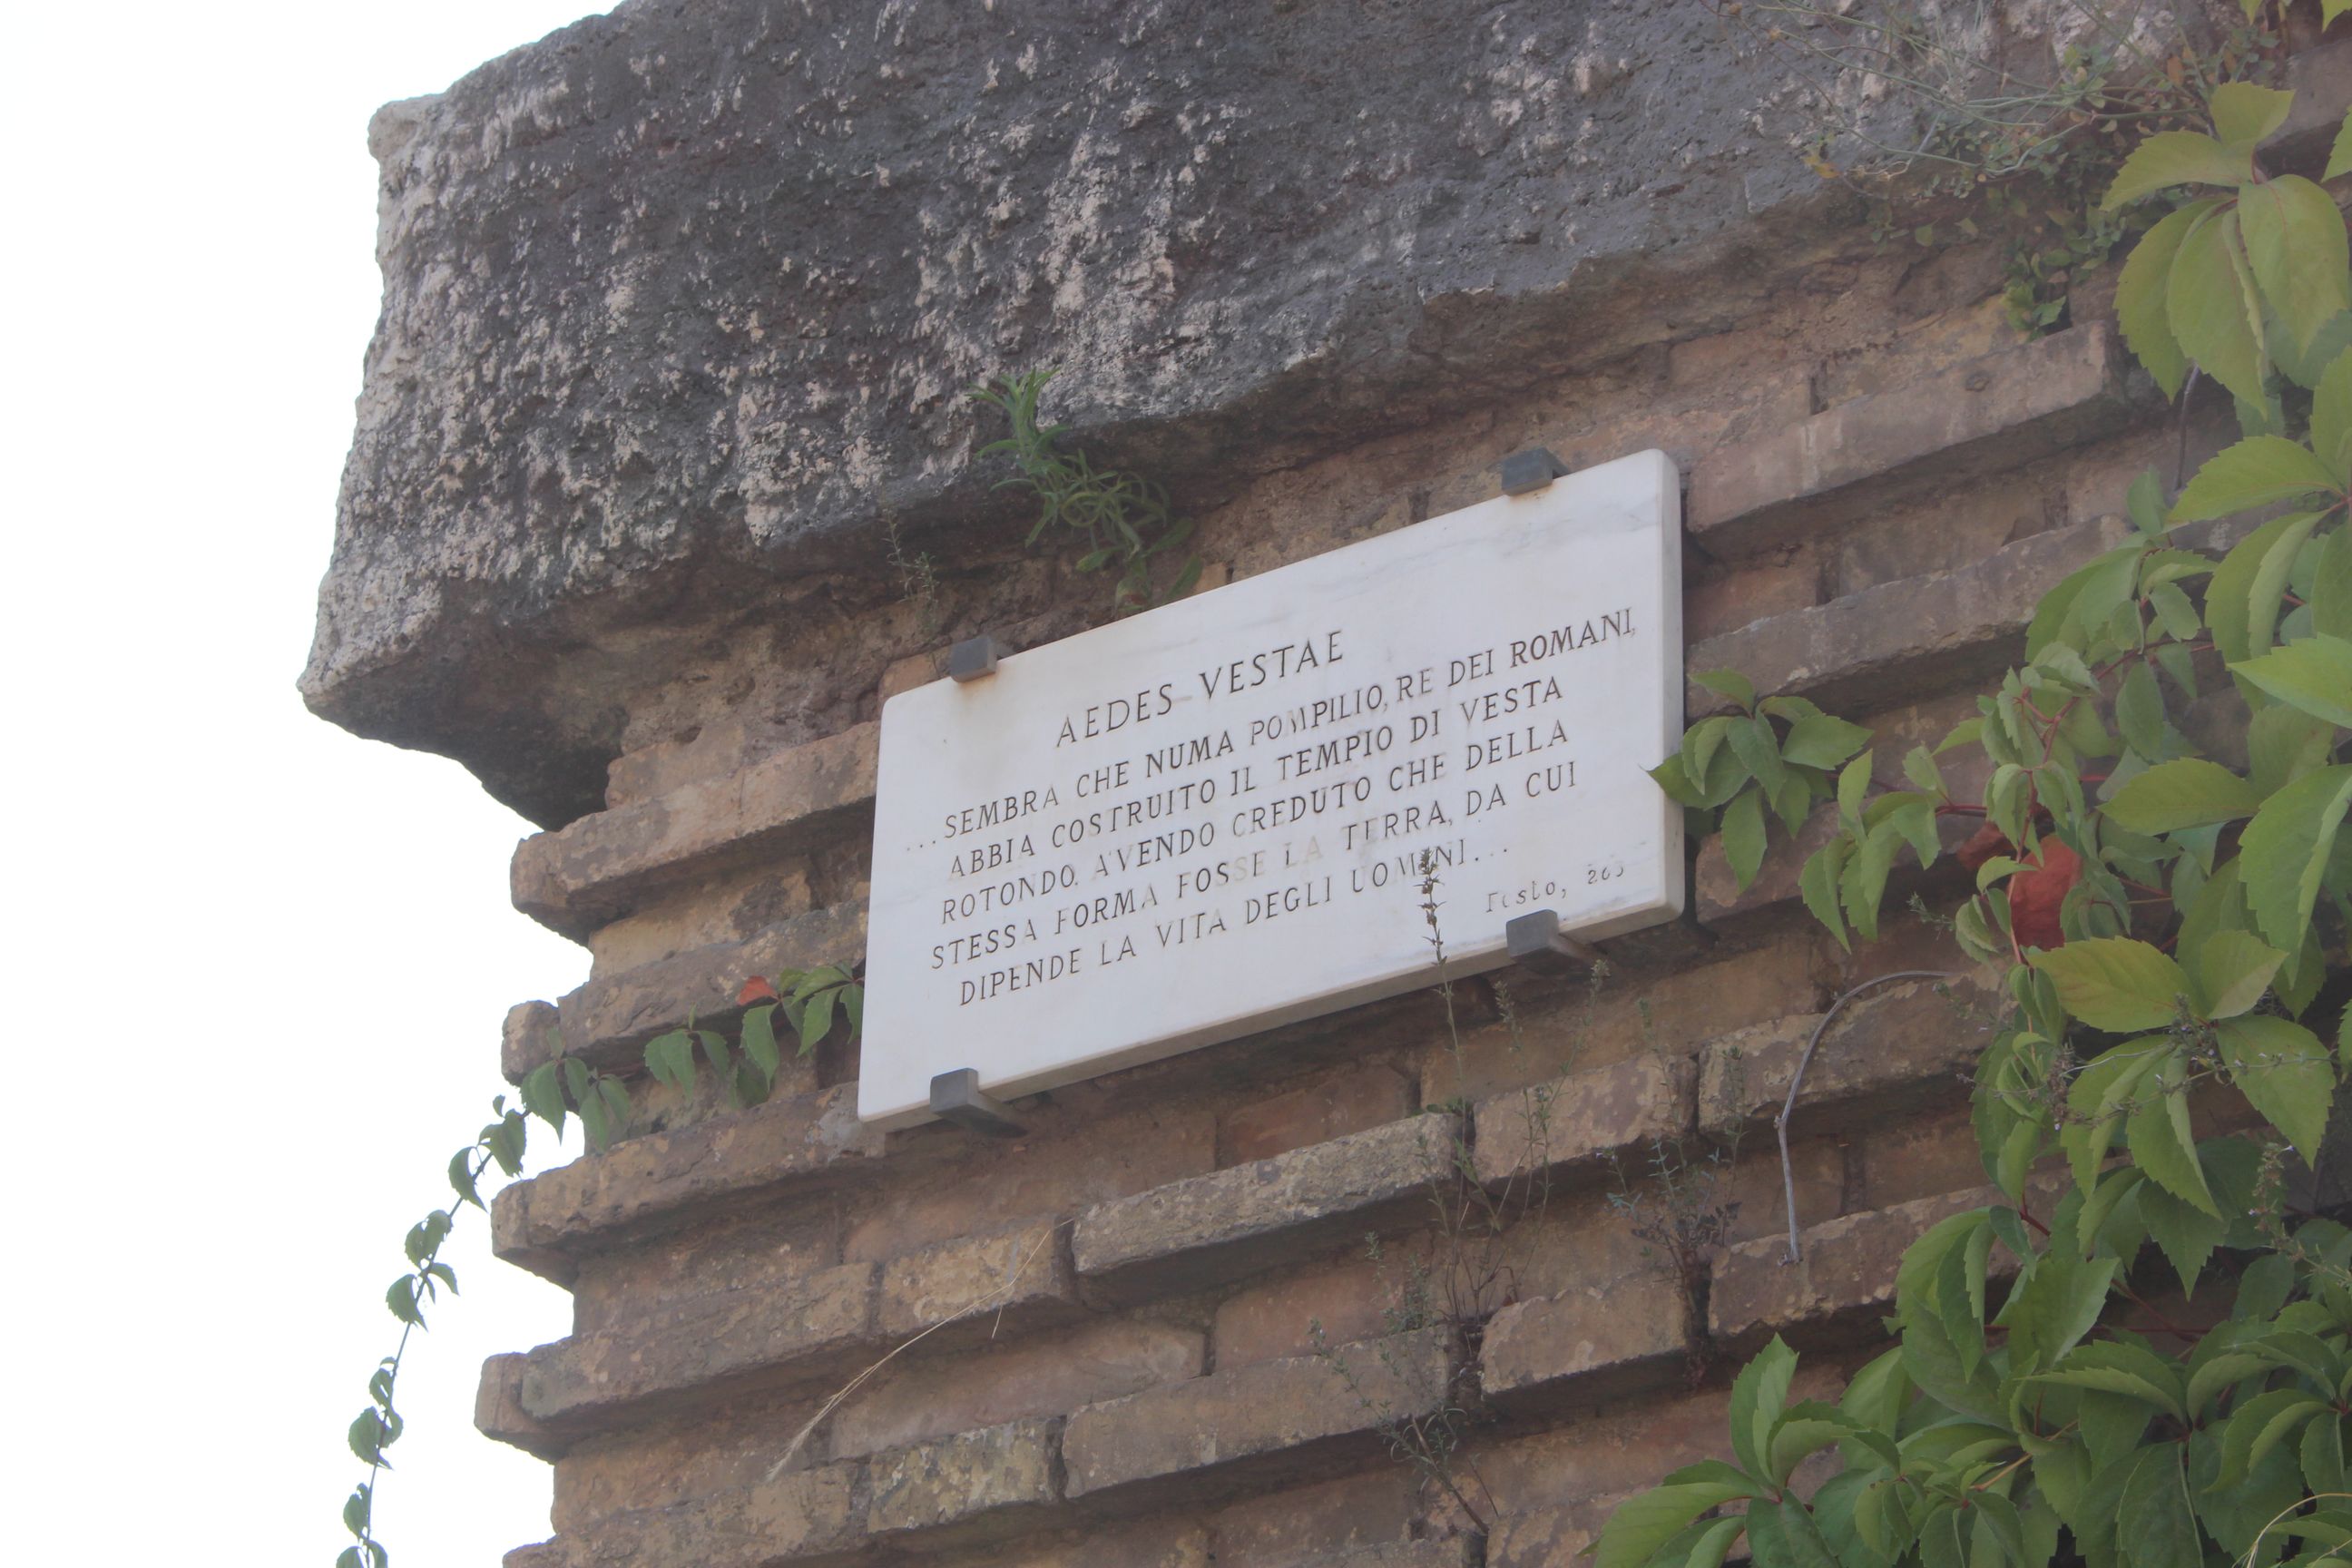 AEDES VESTAE
...SEMBRA CHE NUMA POMPILIO, RE DEI ROMANI,
ABBIA COSTRUITO IL TEMPIO DI VESTA
ROTONDO, AVENDO CREDUTO CHE DELLA
STESSA FORMA FOSSE LA TERRA, DA CUI
DIPENDE LA VITA DEGLI UOMINI...
Festo,